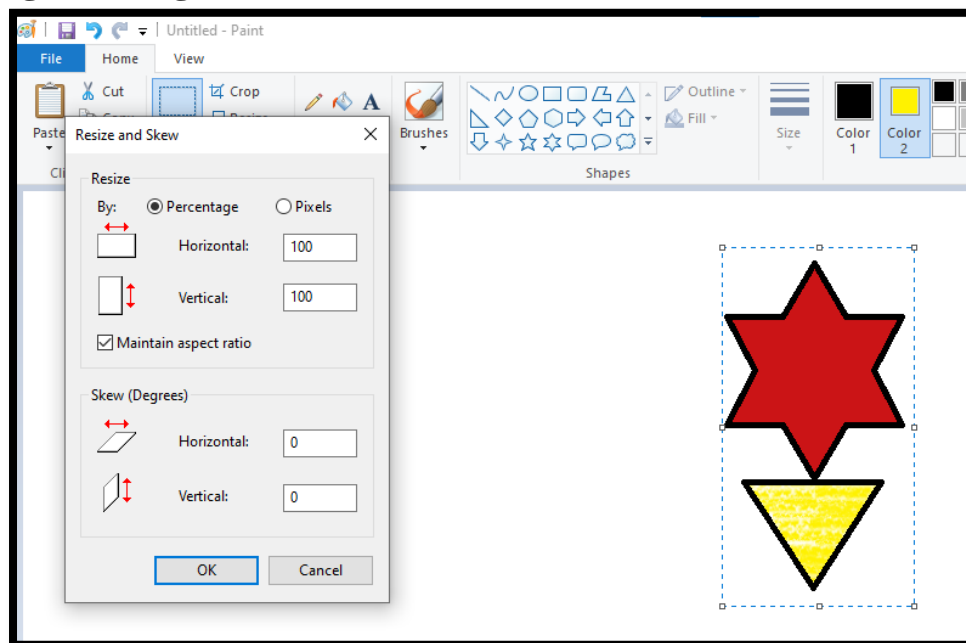 Untitled - Paint
File Home View
Cut
Crop
A
Paste
Brushes
Outline
Fill
Size
Color 1
Color 2
Shapes
Resize and Skew
Resize
By: Percentage Pixels
Horizontal: 100
Vertical: 100
Maintain aspect ratio
Skew (Degrees)
Horizontal: 0
Vertical: 0
OK Cancel